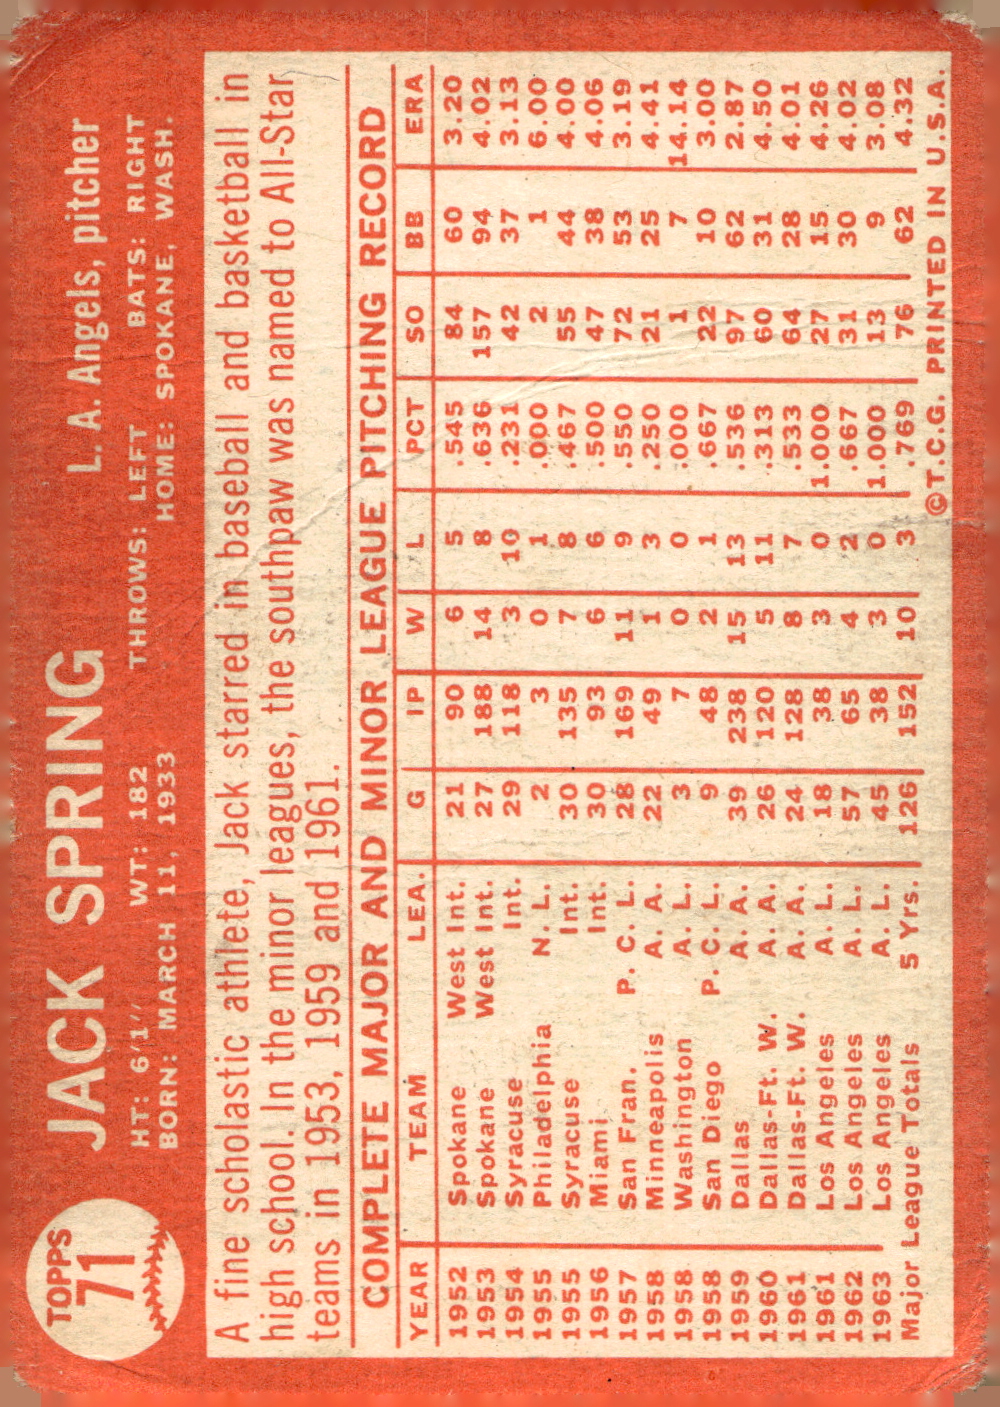 TOPPS
71
JACK SPRING
L. A. Angels, pitcher
HT: 6'1" WT: 182 THROWS: LEFT BATS: RIGHT
BORN: MARCH 11, 1933 HOME: SPOKANE, WASH.
A fine scholastic athlete, Jack starred in baseball and basketball in
high school. In the minor leagues, the southpaw was named to All-Star
teams in 1953, 1959 and 1961.
COMPLETE MAJOR AND MINOR LEAGUE PITCHING RECORD
YEAR TEAM LEA. G IP W L PCT SO BB ERA
1952 Spokane West Int. 21 90 6 5 .545 84 60 3.20
1953 Spokane West Int. 27 188 14 8 .636 157 94 4.02
1954 Syracuse Int. 29 118 3 10 .231 42 37 3.13
1955 Philadelphia N. L. 2 3 0 1 .000 2 1 6.00
1955 Syracuse Int. 30 135 7 8 .467 55 44 4.00
1956 Miami Int. 30 93 6 6 .500 47 38 4.06
1957 San Fran. P. C. L. 28 169 11 9 .550 72 53 3.19
1958 Minneapolis A. A. 22 49 1 3 .250 21 25 4.41
1958 Washington A. L. 3 7 0 0 .000 1 7 14.14
1958 San Diego P. C. L. 9 48 2 1 .667 22 10 3.00
1959 Dallas A. A. 39 238 15 13 .536 97 62 2.87
1960 Dallas-Ft. W. A. A. 26 120 5 11 .313 60 31 4.50
1961 Dallas-Ft. W. A. A. 24 128 8 7 .533 64 28 4.01
1961 Los Angeles A. L. 18 38 3 0 1.000 27 15 4.26
1962 Los Angeles A. L. 57 65 4 2 .667 31 30 4.02
1963 Los Angeles A. L. 45 38 3 0 1.000 13 9 3.08
Major League Totals 5 Yrs. 126 152 10 3 .769 76 62 4.32
©T.C.G. PRINTED IN U.S.A.